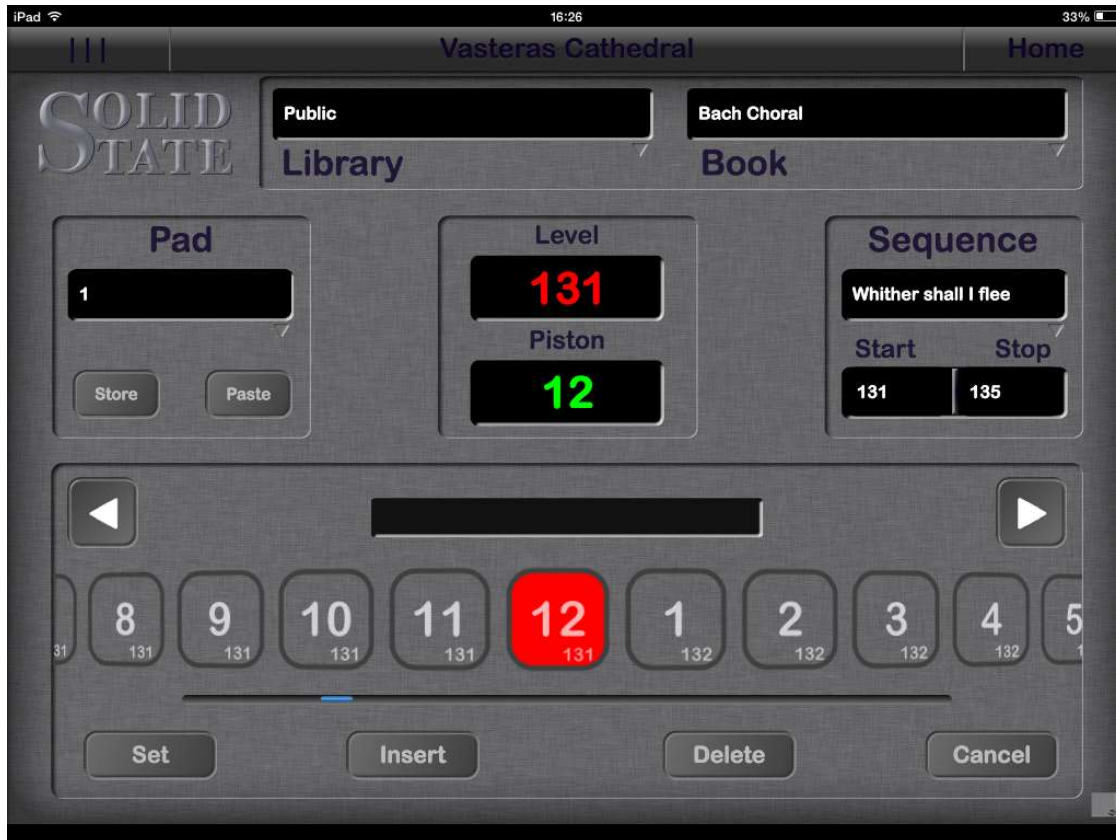 iPad 16:26 33%
||| Vasteras Cathedral Home
SOLID
STATE
Public Bach Choral
Library Book
Pad Level Sequence
1 131 Whither shall I flee
Piston Start Stop
Store Paste 12 131 135
8 9 10 11 12 1 2 3 4 5
31 131 131 131 131 131 132 132 132 132 1
Set Insert Delete Cancel